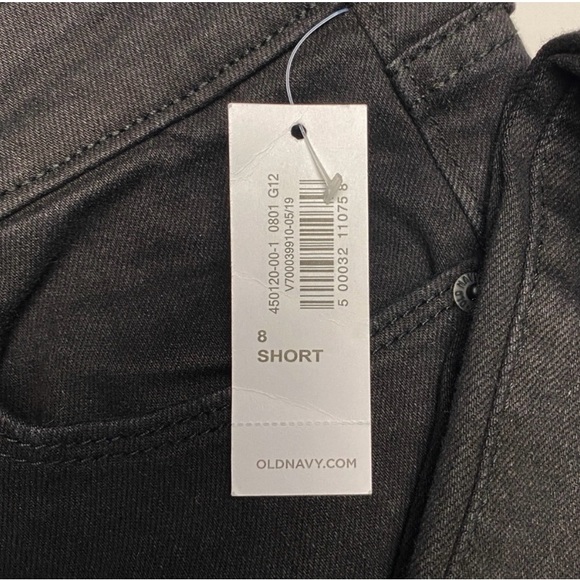 450120-00-1 0801 G12
V700039910-05/19
5 00032 11075 8
8
SHORT
OLDNAVY.COM